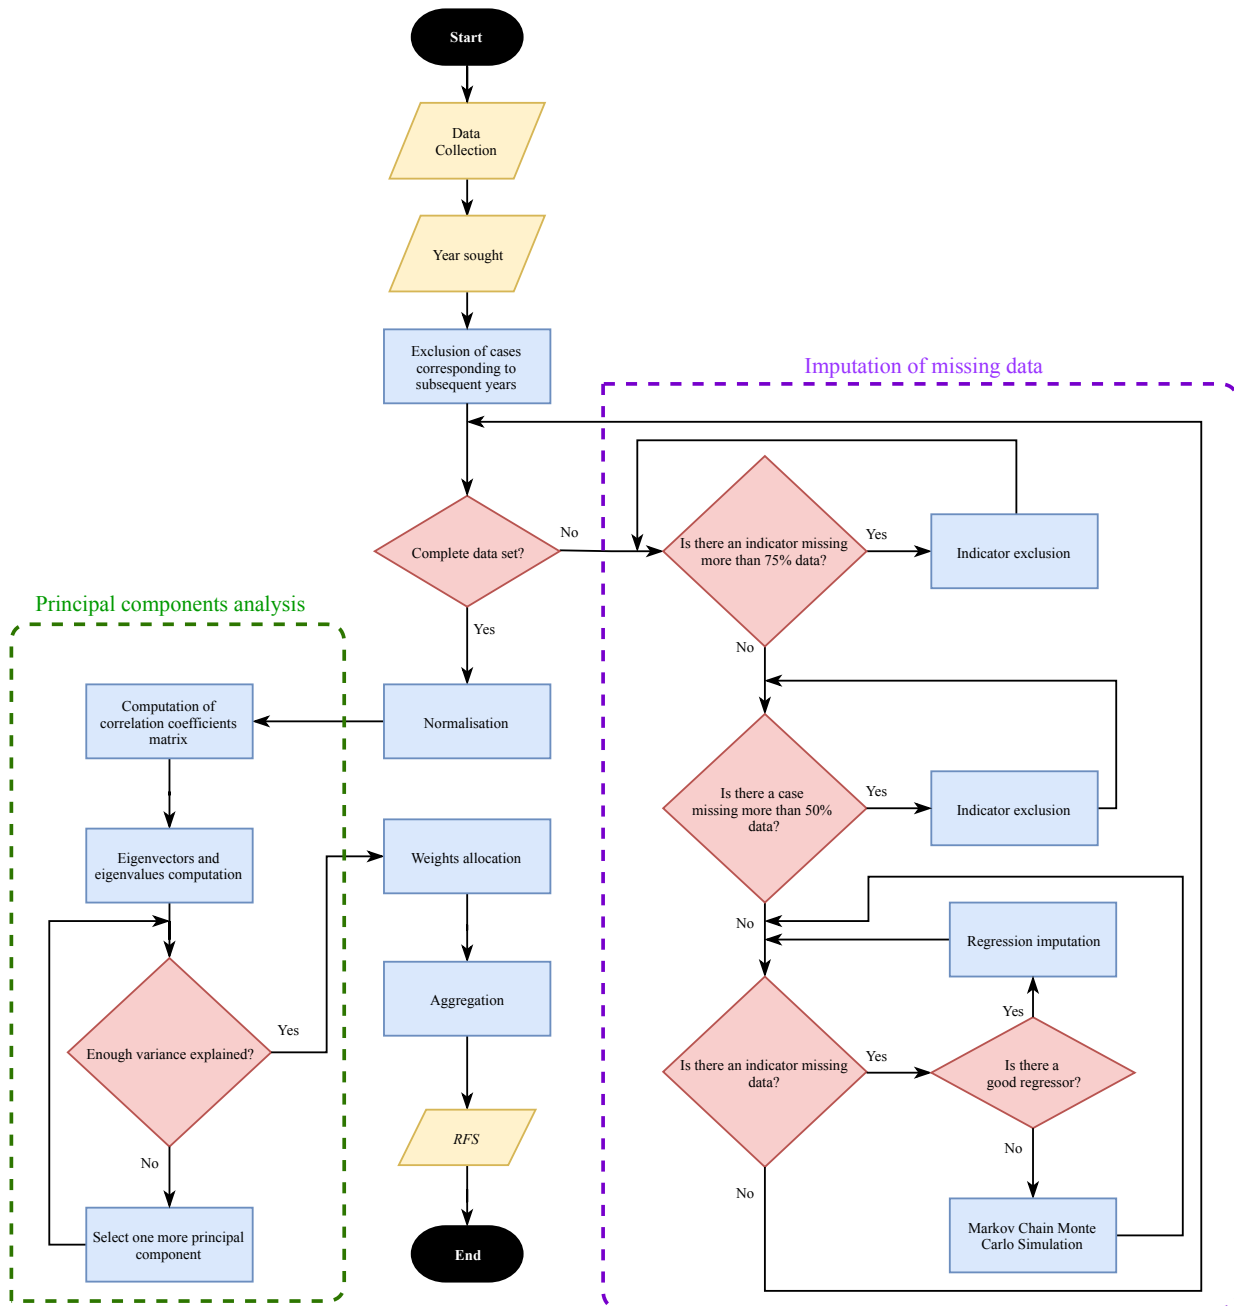 Start
Data
Collection
Year sought
Exclusion of cases
corresponding to
subsequent years
Imputation of missing data
Complete data set?
No
Yes
Is there an indicator missing
more than 75% data?
Yes
No
Indicator exclusion
Principal components analysis
Computation of
correlation coefficients
matrix
Normalisation
Is there a case
missing more than 50%
data?
Yes
No
Indicator exclusion
Eigenvectors and
eigenvalues computation
Weights allocation
Regression imputation
Aggregation
Enough variance explained?
Yes
No
Is there an indicator missing
data?
Yes
No
Yes
Is there a
good regressor?
No
RFS
Select one more principal
component
Markov Chain Monte
Carlo Simulation
End